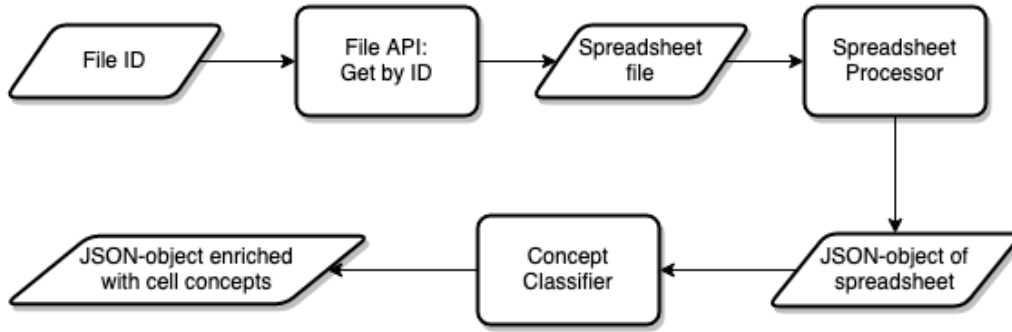 File ID
File API:
Get by ID
Spreadsheet
file
Spreadsheet
Processor
JSON-object of
spreadsheet
Concept
Classifier
JSON-object enriched
with cell concepts